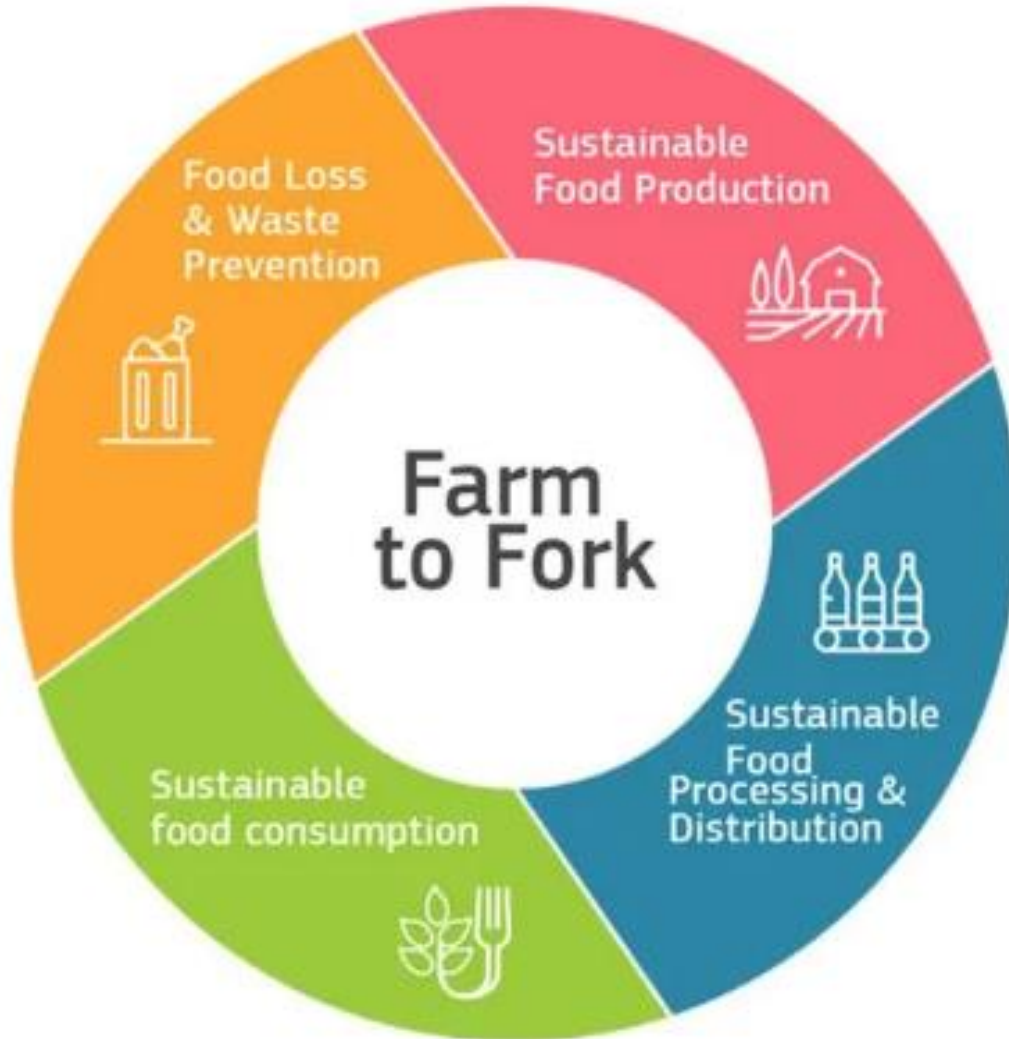 Farm
to Fork
Sustainable
Food Production
Sustainable
Food
Processing &
Distribution
Sustainable
food consumption
Food Loss
& Waste
Prevention